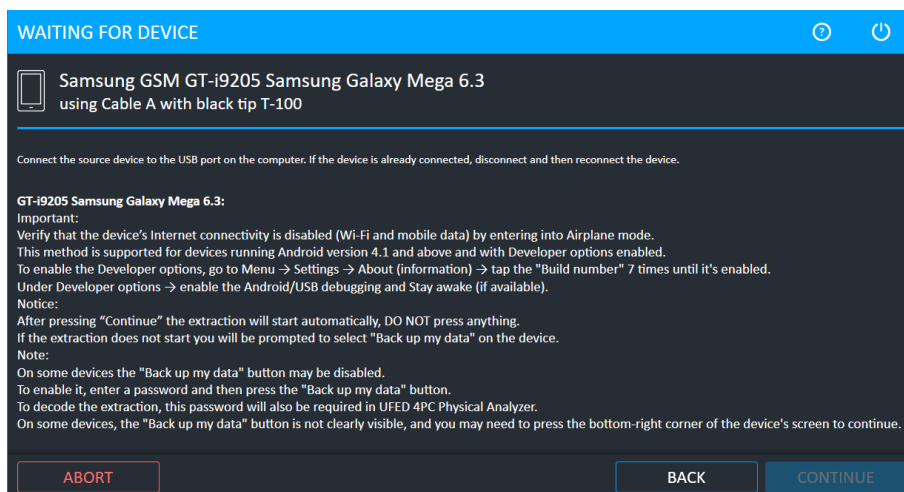 WAITING FOR DEVICE
Samsung GSM GT-i9205 Samsung Galaxy Mega 6.3
using Cable A with black tip T-100
Connect the source device to the USB port on the computer. If the device is already connected, disconnect and then reconnect the device.
GT-i9205 Samsung Galaxy Mega 6.3:
Important:
Verify that the device's Internet connectivity is disabled (Wi-Fi and mobile data) by entering into Airplane mode.
This method is supported for devices running Android version 4.1 and above and with Developer options enabled.
To enable the Developer options, go to Menu → Settings → About (information) → tap the "Build number" 7 times until it's enabled.
Under Developer options → enable the Android/USB debugging and Stay awake (if available).
Notice:
After pressing “Continue” the extraction will start automatically, DO NOT press anything.
If the extraction does not start you will be prompted to select "Back up my data" on the device.
Note:
On some devices the "Back up my data" button may be disabled.
To enable it, enter a password and then press the "Back up my data" button.
To decode the extraction, this password will also be required in UFED 4PC Physical Analyzer.
On some devices, the "Back up my data" button is not clearly visible, and you may need to press the bottom-right corner of the device's screen to continue.
ABORT BACK CONTINUE